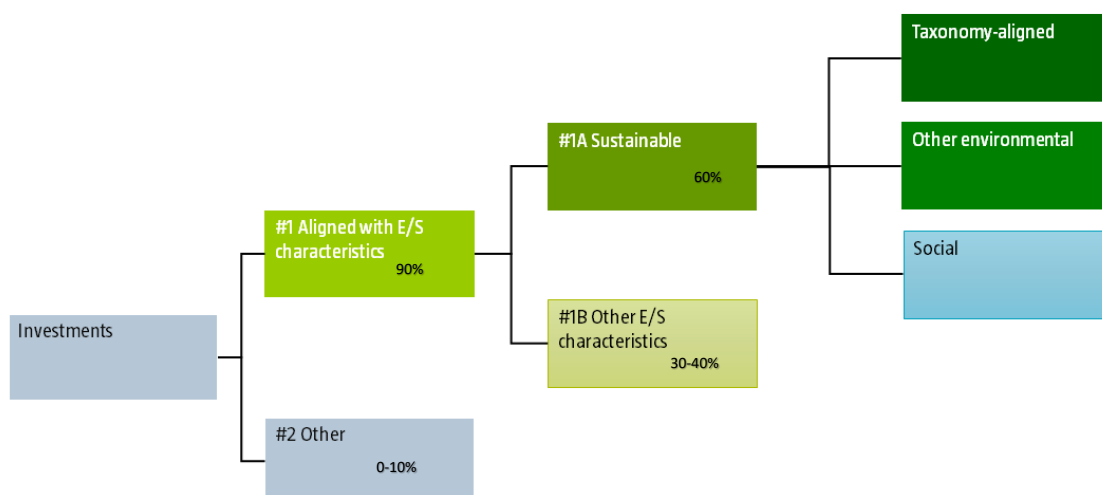 Taxonomy-aligned
Other environmental
Social
#1A Sustainable
60%
#1 Aligned with E/S
characteristics
90%
#1B Other E/S
characteristics
30-40%
Investments
#2 Other
0-10%